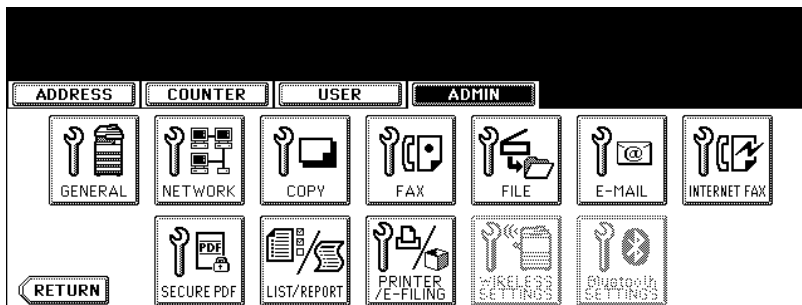 ADDRESS COUNTER USER ADMIN
GENERAL NETWORK COPY FAX FILE E-MAIL INTERNET FAX
@
PDF
SECURE PDF LIST/REPORT PRINTER
/E-FILING WIRELESS
SETTINGS Bluetooth
SETTINGS
RETURN